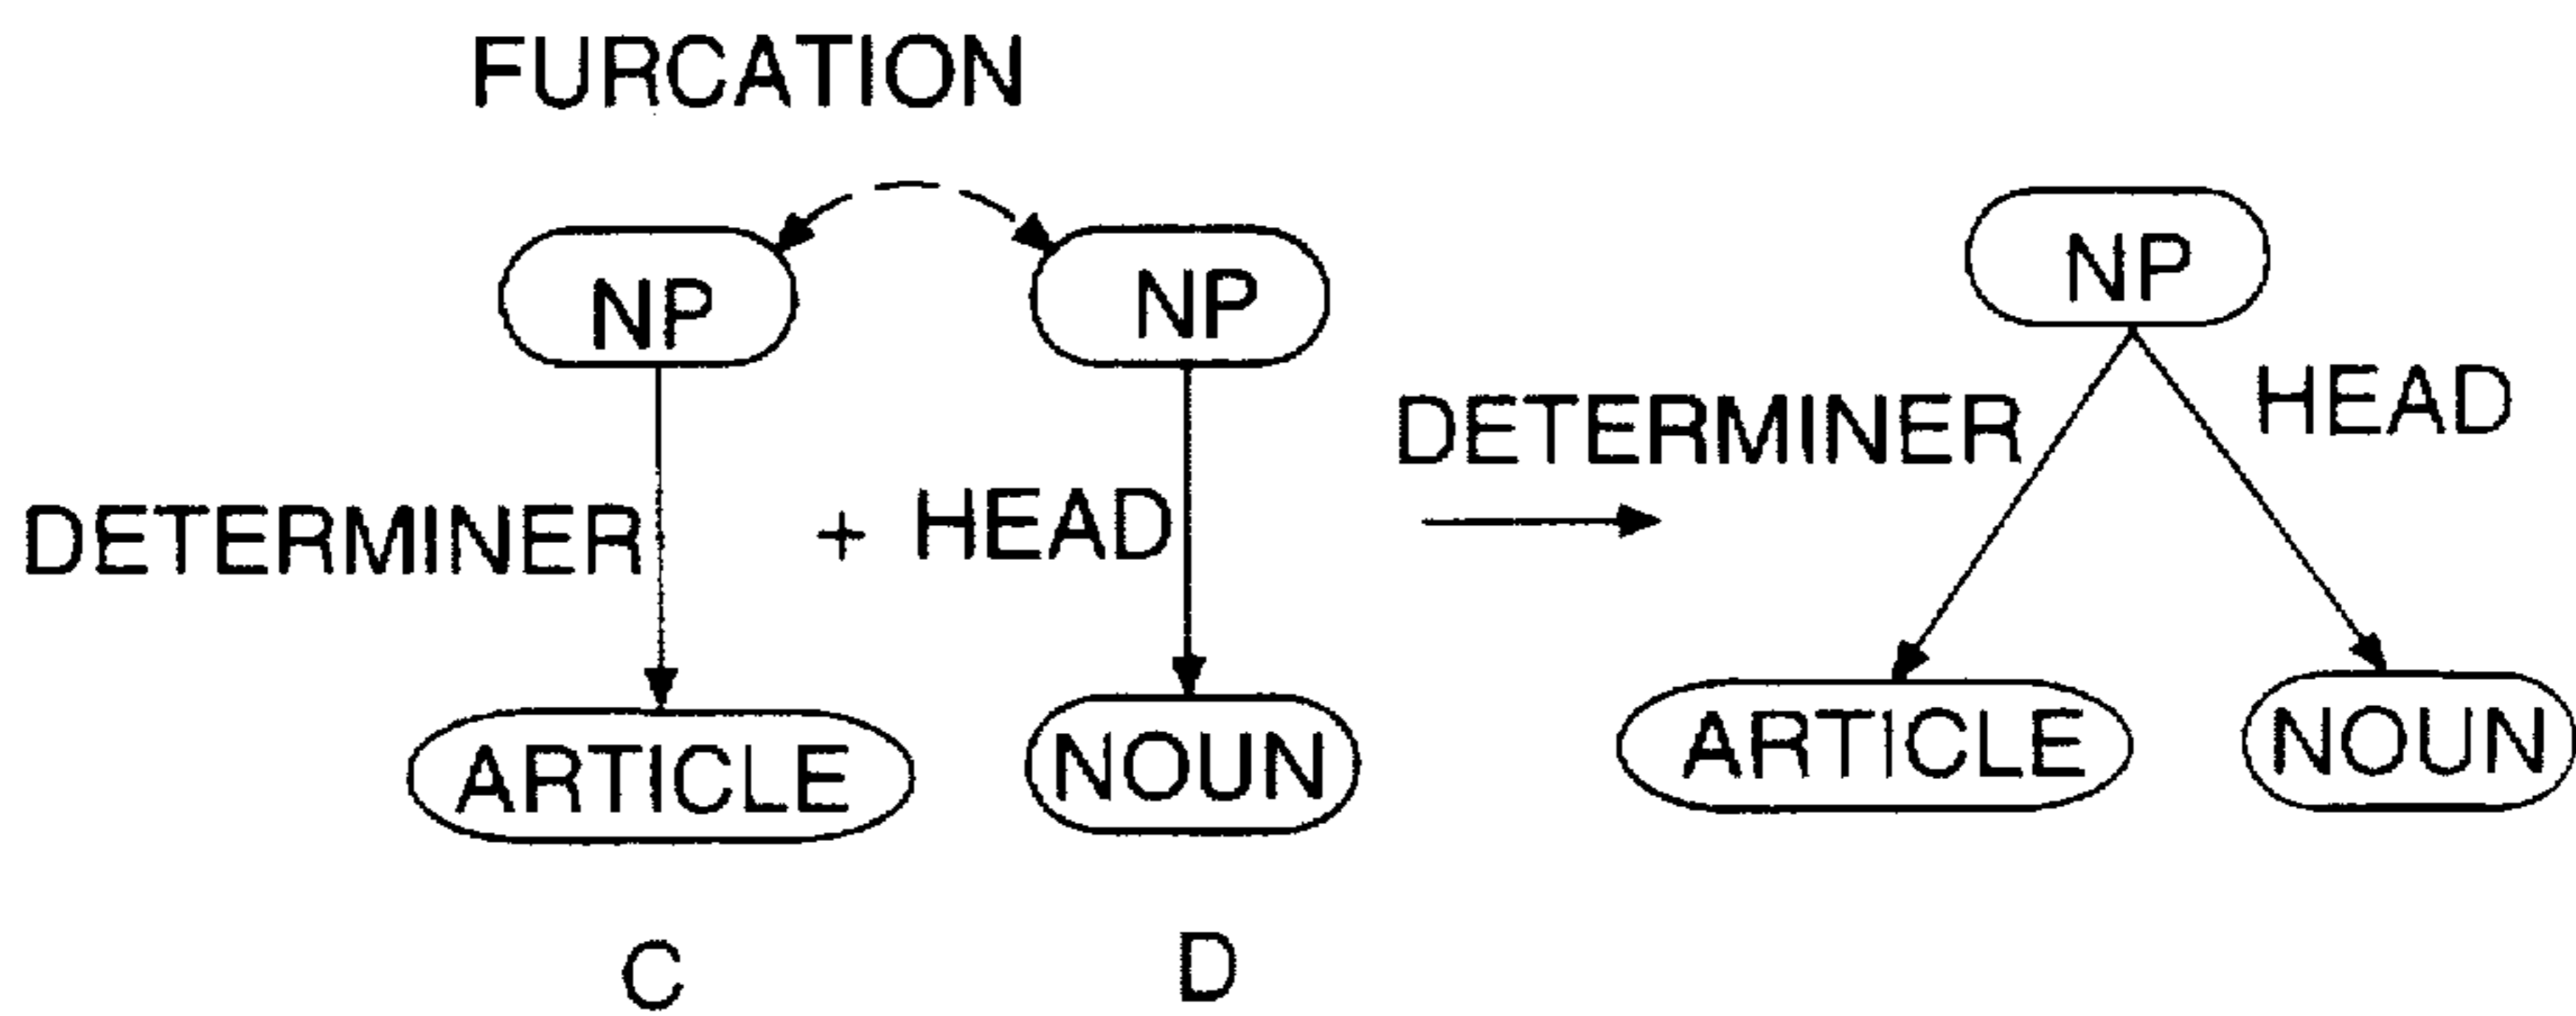 FURCATION
NP
NP
NP
DETERMINER
HEAD
DETERMINER
+
HEAD
ARTICLE
NOUN
ARTICLE
NOUN
C
D